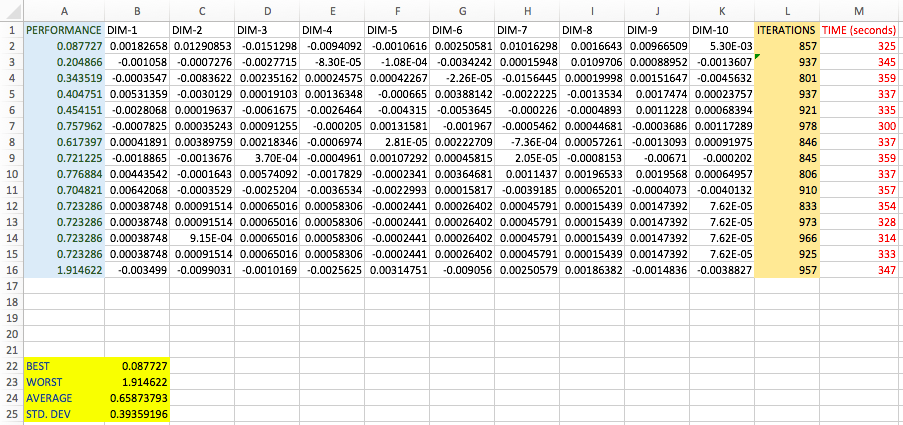 A B C D E F G H I J K L M
1 PERFORMANCE DIM-1 DIM-2 DIM-3 DIM-4 DIM-5 DIM-6 DIM-7 DIM-8 DIM-9 DIM-10 ITERATIONS TIME (seconds)
2 0.087727 0.00182658 0.01290853 -0.0151298 -0.0094092 -0.0010616 0.00250581 0.01016298 0.0016643 0.00966509 5.30E-03 857 325
3 0.204866 -0.001058 -0.0007276 -0.0027715 -8.30E-05 -1.08E-04 -0.0034242 0.00015948 0.0109706 0.00088952 -0.0013607 937 345
4 0.343519 -0.0003547 -0.0083622 0.00235162 0.00024575 0.00042267 -2.26E-05 -0.0156445 0.00019998 0.00151647 -0.0045632 801 359
5 0.404751 0.00531359 -0.0030129 0.00019103 0.00136348 -0.000665 0.00388142 -0.0022225 -0.0013534 0.0017474 0.00023757 937 337
6 0.454151 -0.0028068 0.00019637 -0.0061675 -0.0026464 -0.004315 -0.0053645 -0.000226 -0.0004893 0.0011228 0.00068394 921 335
7 0.757962 -0.0007825 0.00035243 0.00091255 -0.000205 0.00131581 -0.001967 -0.0005462 0.00044681 -0.0003686 0.00117289 978 300
8 0.617397 0.00041891 0.00389759 0.00218346 -0.0006974 2.81E-05 0.00222709 -7.36E-04 0.00057261 -0.0013093 0.00091975 846 337
9 0.721225 -0.0018865 -0.0013676 3.70E-04 -0.0004961 0.00107292 0.00045815 2.05E-05 -0.0008153 -0.00671 -0.000202 845 359
10 0.776884 0.00443542 -0.0001643 0.00574092 -0.0017829 -0.0002341 0.00364681 0.0011437 0.00196533 0.0019568 0.00064957 806 337
11 0.704821 0.00642068 -0.0003529 -0.0025204 -0.0036534 -0.0022993 0.00015817 -0.0039185 0.00065201 -0.0004073 -0.0040132 910 357
12 0.723286 0.00038748 0.00091514 0.00065016 0.00058306 -0.0002441 0.00026402 0.00045791 0.00015439 0.00147392 7.62E-05 833 354
13 0.723286 0.00038748 0.00091514 0.00065016 0.00058306 -0.0002441 0.00026402 0.00045791 0.00015439 0.00147392 7.62E-05 973 328
14 0.723286 0.00038748 9.15E-04 0.00065016 0.00058306 -0.0002441 0.00026402 0.00045791 0.00015439 0.00147392 7.62E-05 966 314
15 0.723286 0.00038748 0.00091514 0.00065016 0.00058306 -0.0002441 0.00026402 0.00045791 0.00015439 0.00147392 7.62E-05 925 333
16 1.914622 -0.003499 -0.0099031 -0.0010169 -0.0025625 0.00314751 -0.009056 0.00250579 0.00186382 -0.0014836 -0.0038827 957 347
17
18
19
20
21
22 BEST 0.087727
23 WORST 1.914622
24 AVERAGE 0.65873793
25 STD. DEV 0.39359196